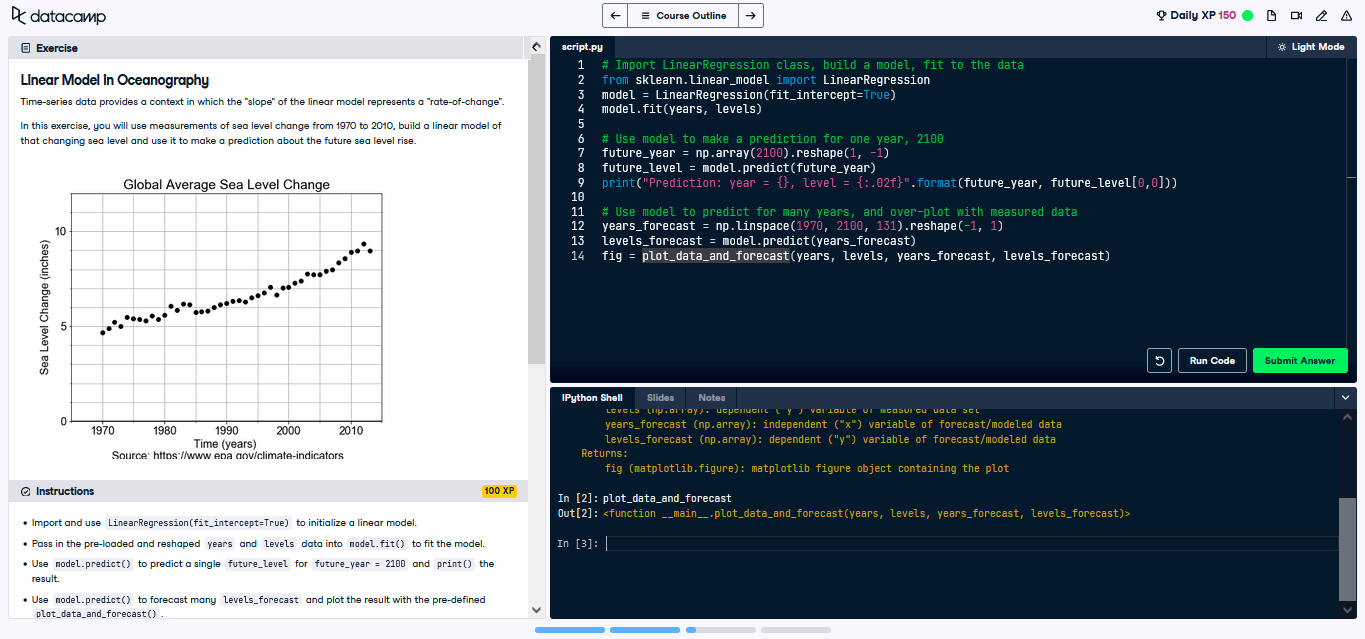 datacamp
Course Outline
Daily XP 150
Exercise
Linear Model in Oceanography
Time-series data provides a context in which the "slope" of the linear model represents a "rate-of-change".
In this exercise, you will use measurements of sea level change from 1970 to 2010, build a linear model of
that changing sea level and use it to make a prediction about the future sea level rise.
Global Average Sea Level Change
Sea Level Change (inches)
10
5
0
1970 1980 1990 2000 2010
Time (years)
Source: https://www.epa.gov/climate-indicators
Instructions
100 XP
• Import and use LinearRegression(fit_intercept=True) to initialize a linear model.
• Pass in the pre-loaded and reshaped years and levels data into model.fit() to fit the model.
• Use model.predict() to predict a single future_level for future_year = 2100 and print() the
result.
• Use model.predict() to forecast many levels_forecast and plot the result with the pre-defined
plot_data_and_forecast() .
script.py
Light Mode
1 # Import LinearRegression class, build a model, fit to the data
2 from sklearn.linear_model import LinearRegression
3 model = LinearRegression(fit_intercept=True)
4 model.fit(years, levels)
5
6 # Use model to make a prediction for one year, 2100
7 future_year = np.array(2100).reshape(1, -1)
8 future_level = model.predict(future_year)
9 print("Prediction: year = {}, level = {:.02f}".format(future_year, future_level[0,0]))
10
11 # Use model to predict for many years, and over-plot with measured data
12 years_forecast = np.linspace(1970, 2100, 131).reshape(-1, 1)
13 levels_forecast = model.predict(years_forecast)
14 fig = plot_data_and_forecast(years, levels, years_forecast, levels_forecast)
Run Code
Submit Answer
IPython Shell
Slides
Notes
levels (np.array): dependent ("y") variable of measured data set
years_forecast (np.array): independent ("x") variable of forecast/modeled data
levels_forecast (np.array): dependent ("y") variable of forecast/modeled data
Returns:
fig (matplotlib.figure): matplotlib figure object containing the plot
In [2]: plot_data_and_forecast
Out[2]: <function __main__.plot_data_and_forecast(years, levels, years_forecast, levels_forecast)>
In [3]: